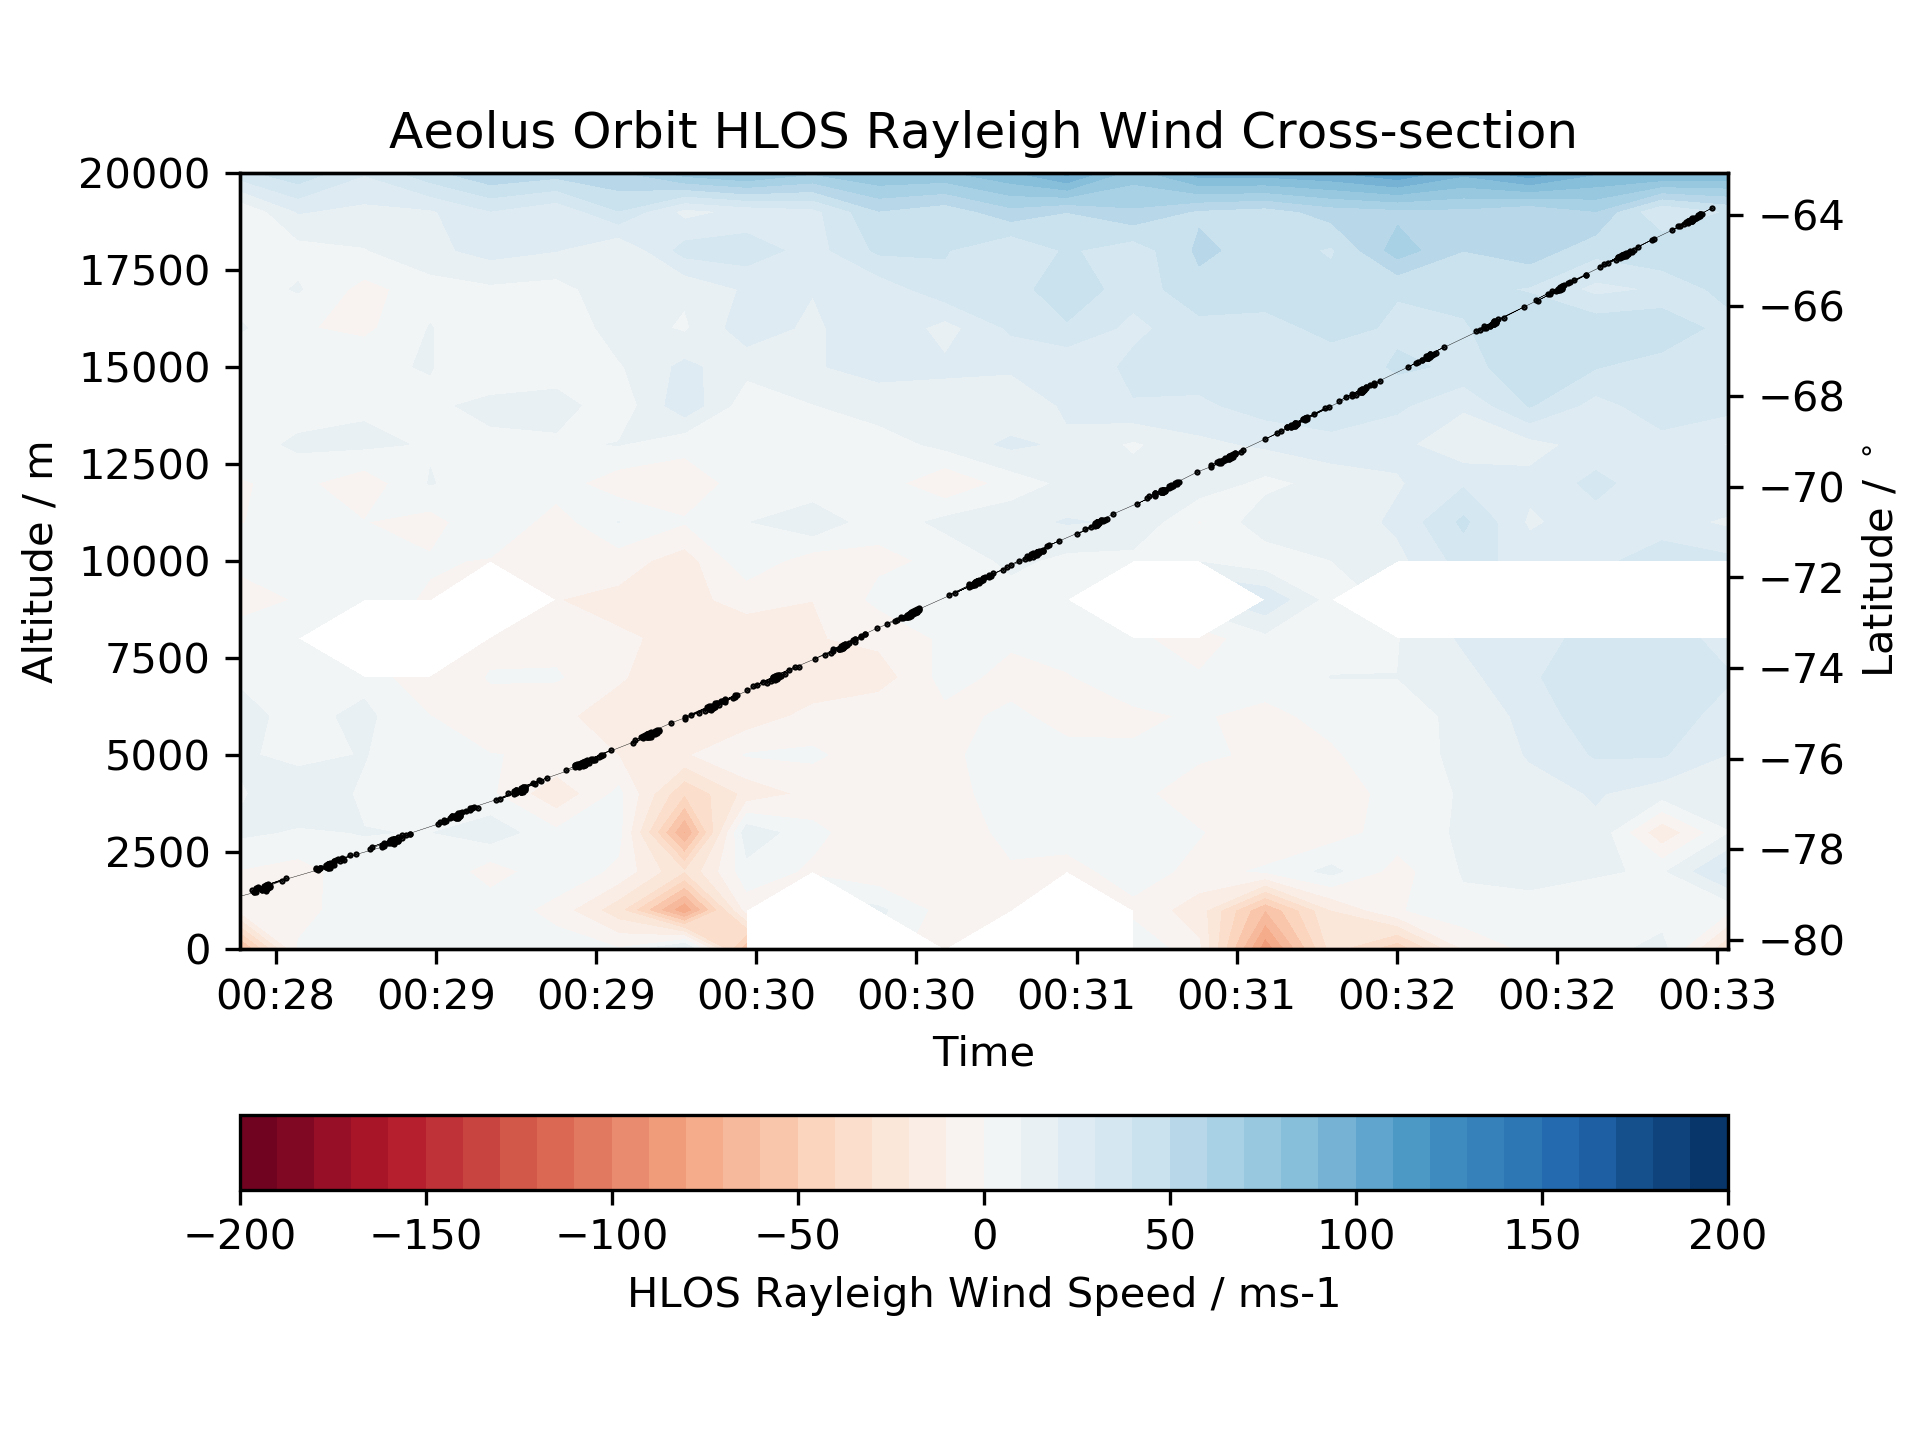 Aeolus Orbit HLOS Rayleigh Wind Cross-section
20000
17500
15000
12500
10000
7500
5000
2500
0
Altitude / m
−64
−66
−68
−70
−72
−74
−76
−78
−80
Latitude / °
00:28 00:29 00:29 00:30 00:30 00:31 00:31 00:32 00:32 00:33
Time
−200 −150 −100 −50 0 50 100 150 200
HLOS Rayleigh Wind Speed / ms-1